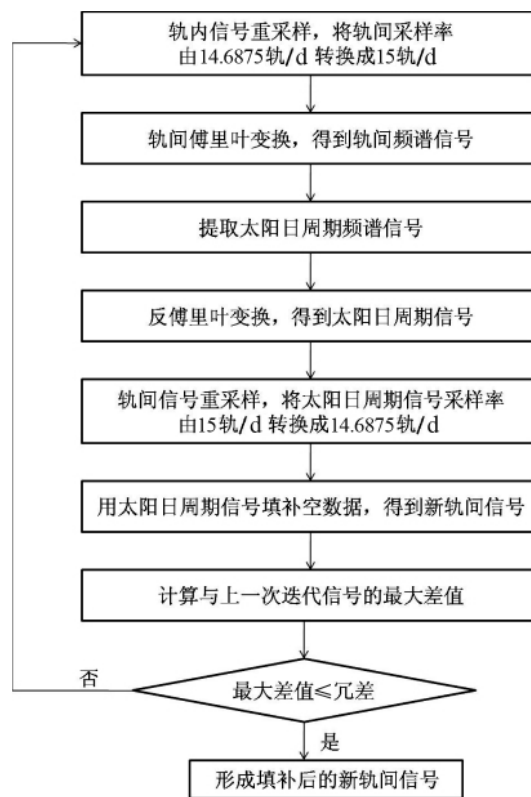 轨内信号重采样，将轨间采样率
由14.6875轨/d 转换成15轨/d
轨间傅里叶变换，得到轨间频谱信号
提取太阳日周期频谱信号
反傅里叶变换，得到太阳日周期信号
轨间信号重采样，将太阳日周期信号采样率
由15轨/d 转换成14.6875轨/d
用太阳日周期信号填补空数据，得到新轨间信号
计算与上一次迭代信号的最大差值
否
最大差值≤冗差
是
形成填补后的新轨间信号